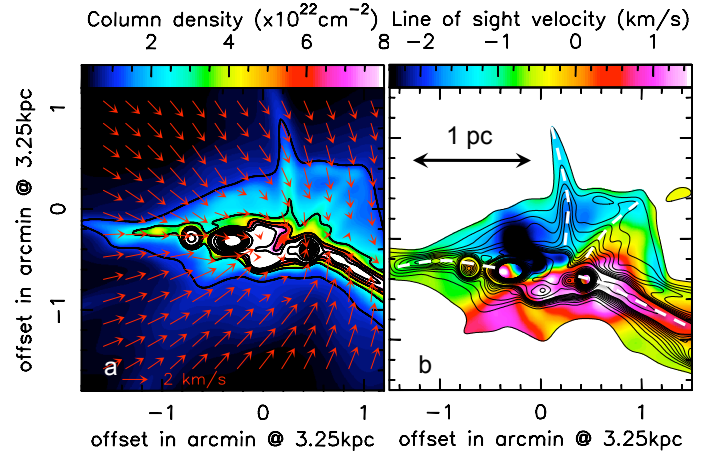 Column density (x10²²cm⁻²)
2 4 6 8
Line of sight velocity (km/s)
−2 −1 0 1
offset in arcmin @ 3.25kpc
1
0
−1
a
2 km/s
−1 0 1
offset in arcmin @ 3.25kpc
1 pc
b
−1 0 1
offset in arcmin @ 3.25kpc